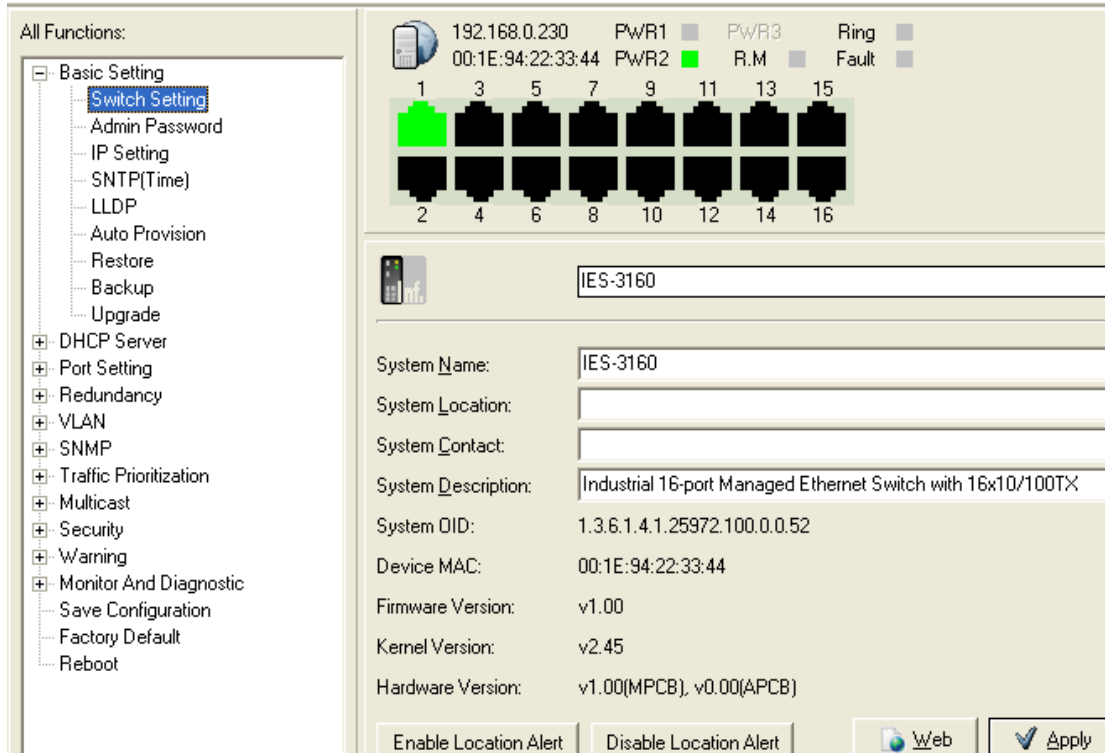 All Functions:
Basic Setting
Switch Setting
Admin Password
IP Setting
SNTP(Time)
LLDP
Auto Provision
Restore
Backup
Upgrade
DHCP Server
Port Setting
Redundancy
VLAN
SNMP
Traffic Prioritization
Multicast
Security
Warning
Monitor And Diagnostic
Save Configuration
Factory Default
Reboot
192.168.0.230 PWR1 PWR3 Ring
00:1E:94:22:33:44 PWR2 R.M Fault
1 3 5 7 9 11 13 15
2 4 6 8 10 12 14 16
Inf.
IES-3160
System Name: IES-3160
System Location:
System Contact:
System Description: Industrial 16-port Managed Ethernet Switch with 16x10/100TX
System OID: 1.3.6.1.4.1.25972.100.0.0.52
Device MAC: 00:1E:94:22:33:44
Firmware Version: v1.00
Kernel Version: v2.45
Hardware Version: v1.00(MPCB), v0.00(APCB)
Enable Location Alert Disable Location Alert Web Apply